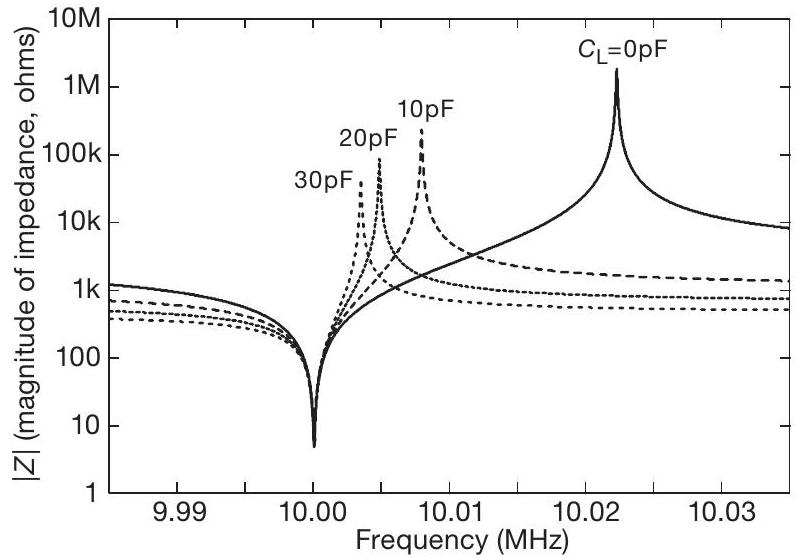 10M
1M
100k
10k
1k
100
10
1
|Z| (magnitude of impedance, ohms)
C_L=0pF
10pF
20pF
30pF
9.99
10.00
10.01
10.02
10.03
Frequency (MHz)